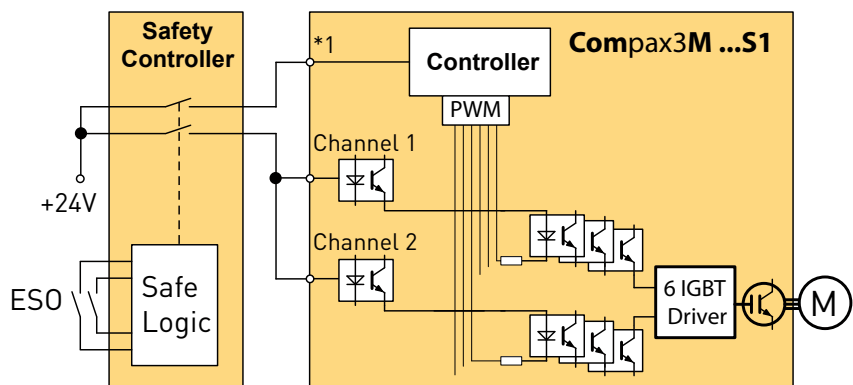 Safety
Controller
*1
Controller
Compax3M ...S1
PWM
Channel 1
+24V
Channel 2
ESO
Safe
Logic
6 IGBT
Driver
M